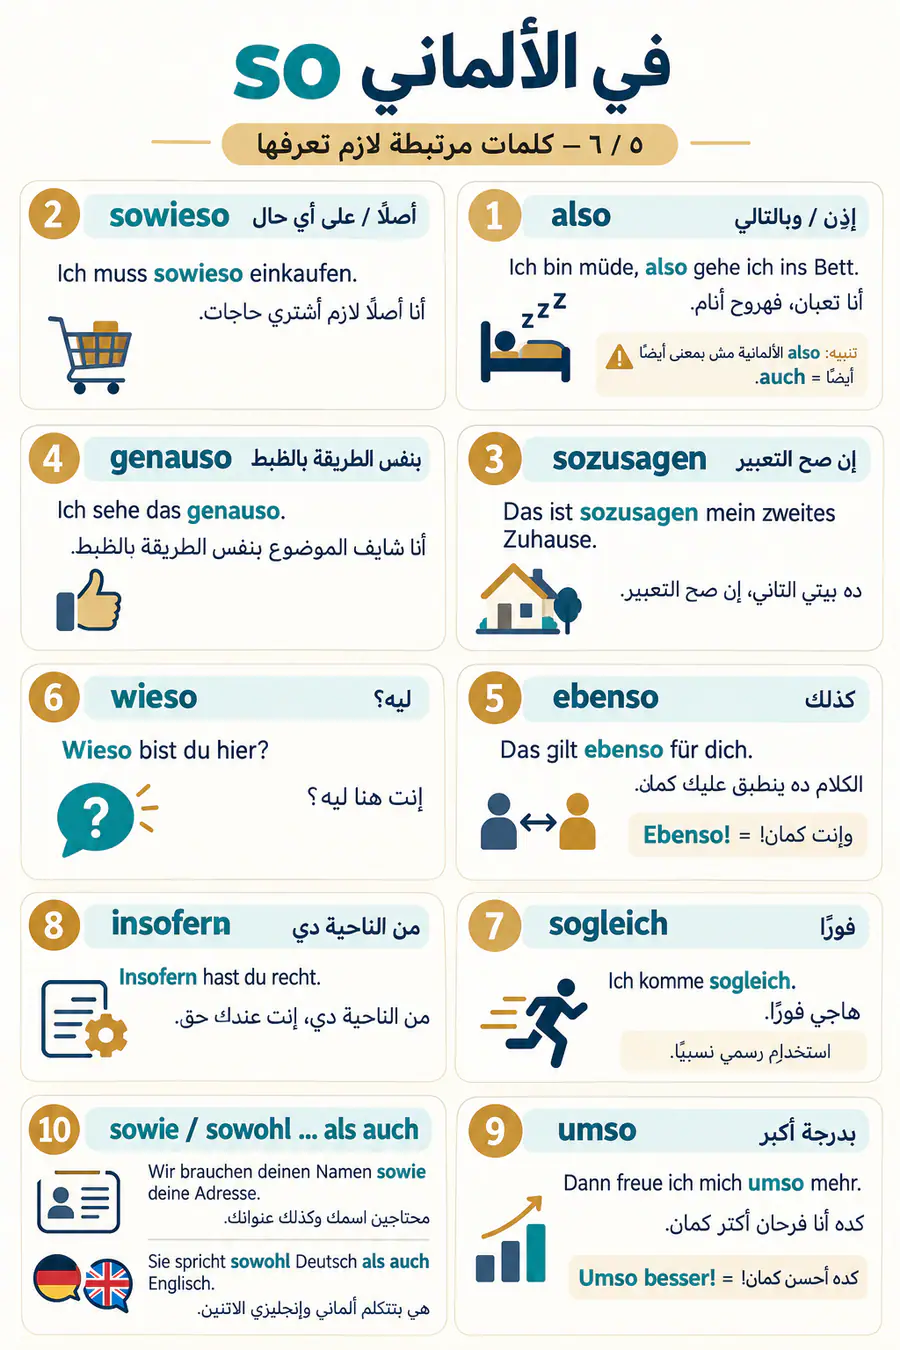 so في الألماني
٦ / ٥ – كلمات مرتبطة لازم تعرفها
1 also إذِن / وبالتالي
Ich bin müde, also gehe ich ins Bett.
أنا تعبان، فهروح أنام.
zzz
تنبيه: also الألمانية مش بمعنى أيضًا
أيضًا = auch.
2 sowieso أصلًا / على أي حال
Ich muss sowieso einkaufen.
أنا أصلًا لازم أشتري حاجات.
3 sozusagen إن صح التعبير
Das ist sozusagen mein zweites
Zuhause.
ده بيتي التاني، إن صح التعبير.
4 genauso بنفس الطريقة بالظبط
Ich sehe das genauso.
أنا شايف الموضوع بنفس الطريقة بالظبط.
5 ebenso كذلك
Das gilt ebenso für dich.
الكلام ده ينطبق عليك كمان.
وإنت كمان! = Ebenso!
6 wieso ليه؟
Wieso bist du hier?
إنت هنا ليه؟
?
7 sogleich فورًا
Ich komme sogleich.
هاجي فورًا.
استخدام رسمي نسبيًا.
8 insofern من الناحية دي
Insofern hast du recht.
من الناحية دي، إنت عندك حق.
9 umso بدرجة أكبر
Dann freue ich mich umso mehr.
كده أنا فرحان أكتر كمان.
كده أحسن كمان! = Umso besser!
10 sowie / sowohl ... als auch
Wir brauchen deinen Namen sowie
deine Adresse.
محتاجين اسمك وكذلك عنوانك.
Sie spricht sowohl Deutsch als auch
Englisch.
هي بتتكلم ألماني وإنجليزي الاتنين.